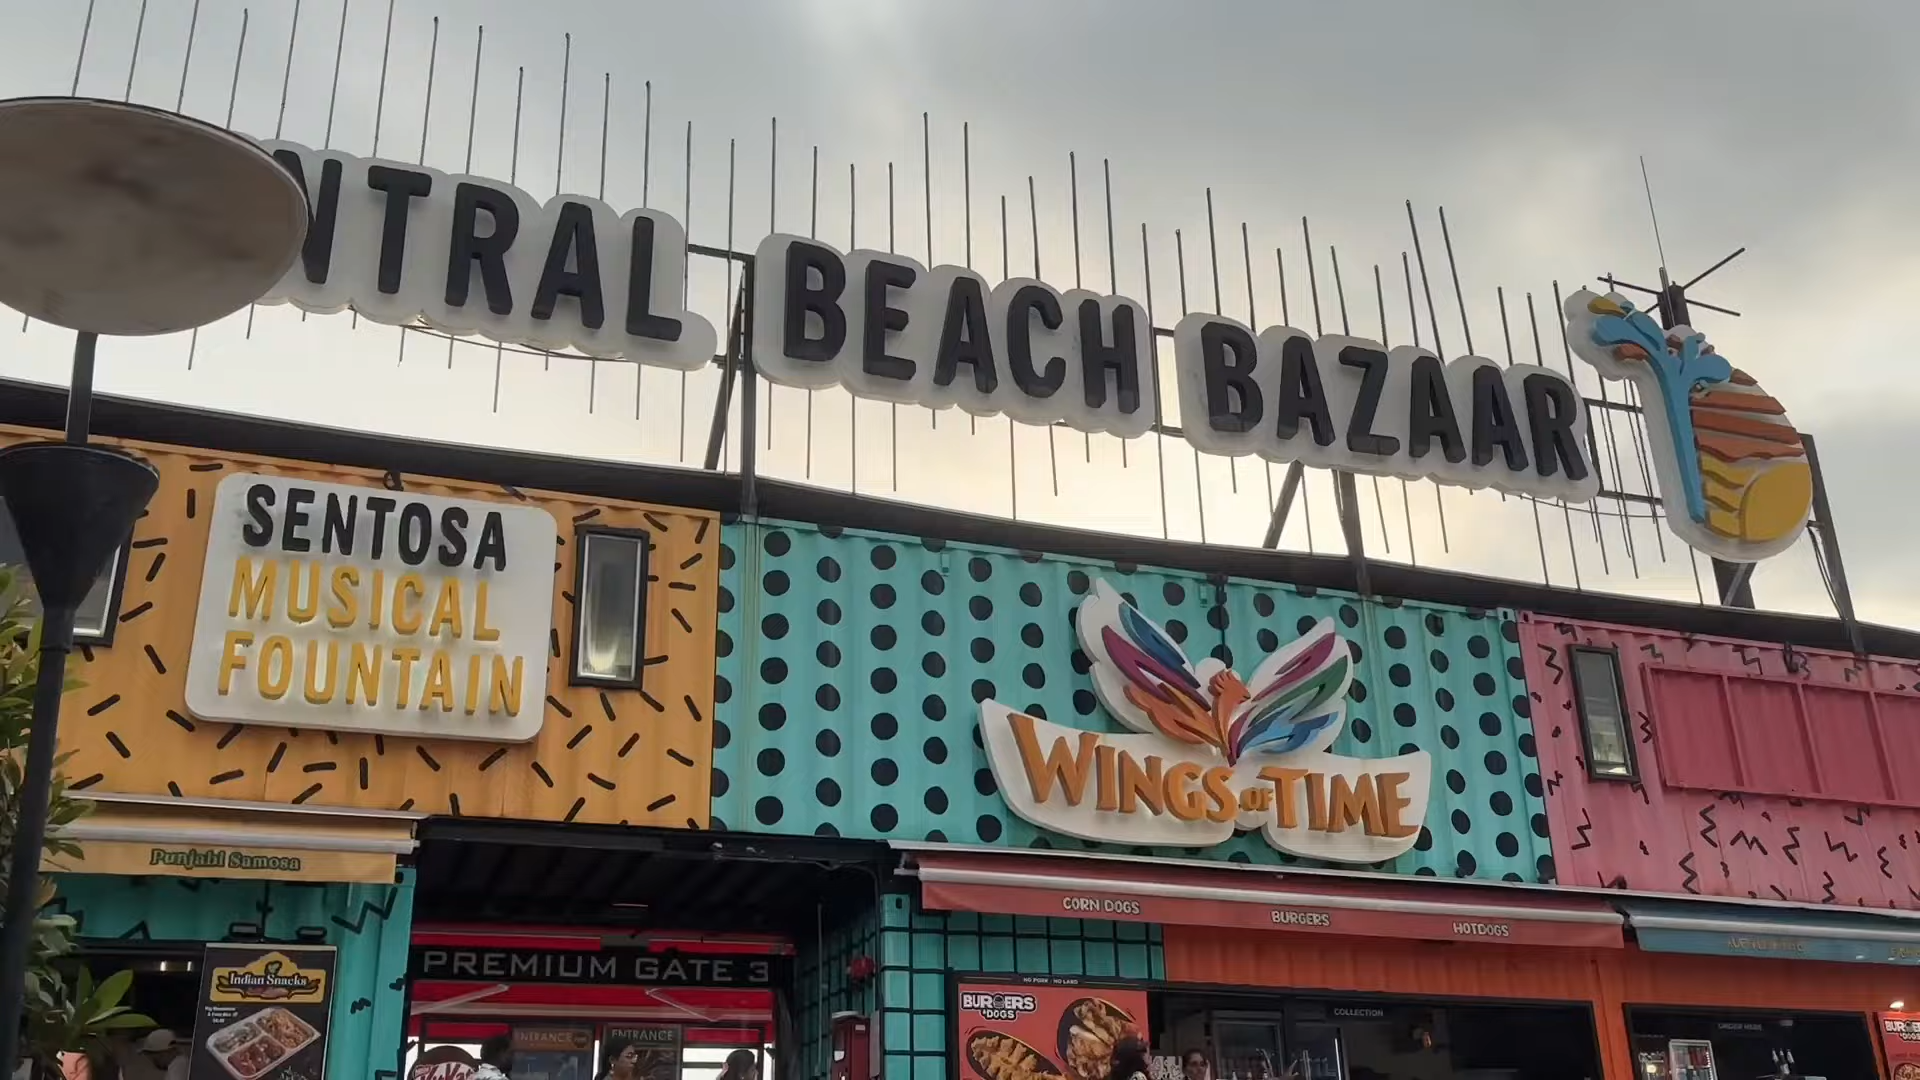 NTRAL BEACH BAZAAR
SENTOSA
MUSICAL
FOUNTAIN
WINGS OF TIME
Punjabi Samosa
CORN DOGS
BURGERS
HOTDOGS
PREMIUM GATE 3
Indian Snacks
NO PORK NO LARD
BURGERS
& DOGS
COLLECTION
ORDER HERE
ENTRANCE
ENTRANCE